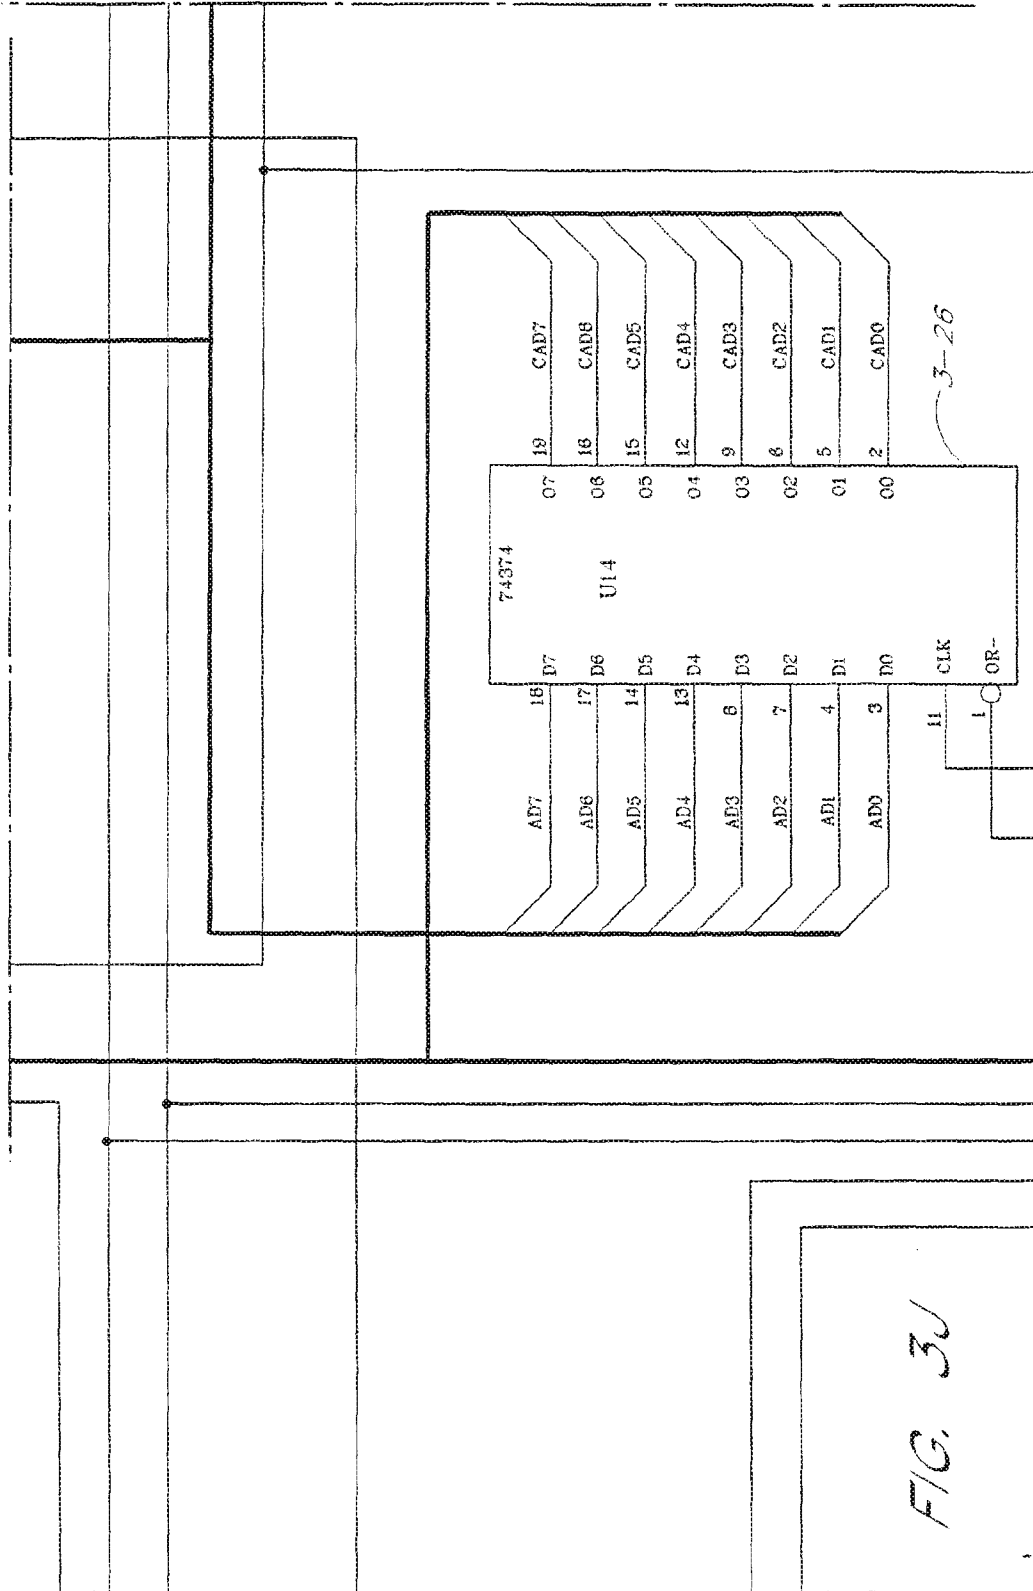 74374
U14
AD7 18 D7 O7 19 CAD7
AD6 17 D6 O6 16 CAD8
AD5 14 D5 O5 15 CAD5
AD4 13 D4 O4 12 CAD4
AD3 8 D3 O3 9 CAD3
AD2 7 D2 O2 6 CAD2
AD1 4 D1 O1 5 CAD1
AD0 3 D0 O0 2 CAD0
11 CLK
1 OR-
3-26
FIG. 3J